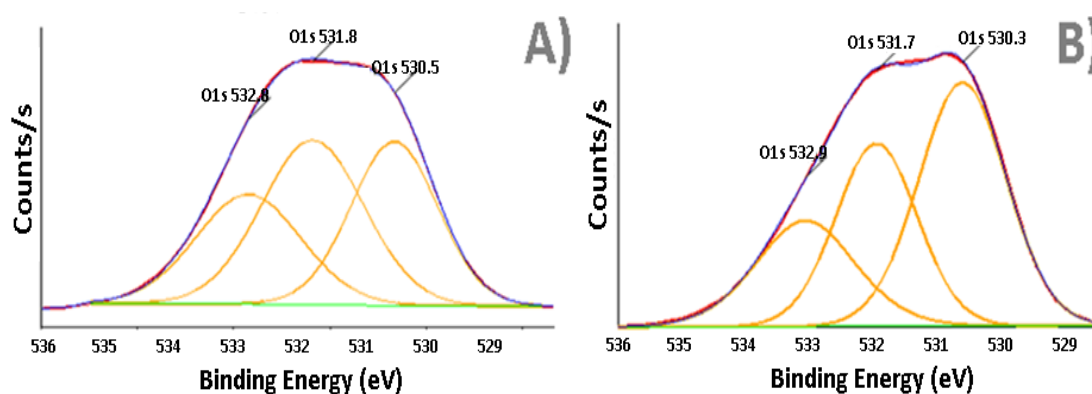 A)
O1s 531.8
O1s 530.5
O1s 532.8
Counts/s
536 535 534 533 532 531 530 529
Binding Energy (eV)
B)
O1s 531.7
O1s 530.3
O1s 532.9
Counts/s
536 535 534 533 532 531 530 529
Binding Energy (eV)